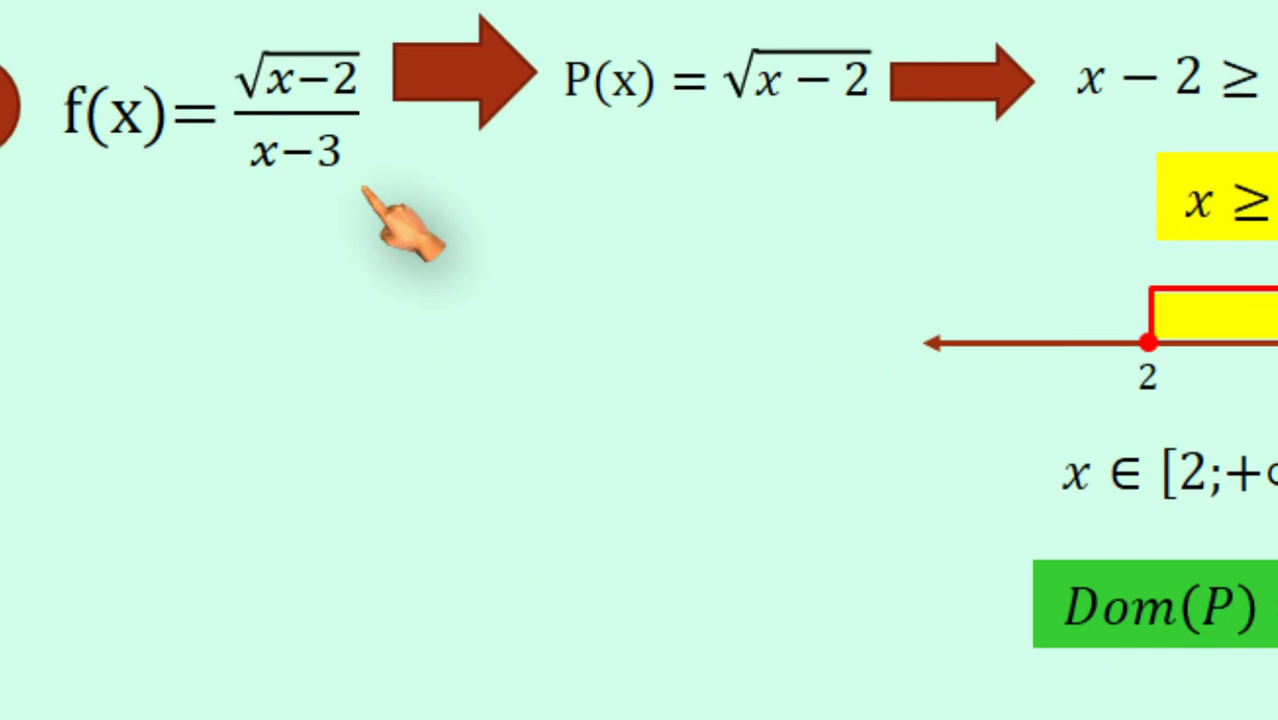 f(x)= √x−2 / x−3
P(x) = √x − 2
x − 2 ≥
x ≥
2
x ∈ [2;+
Dom(P)